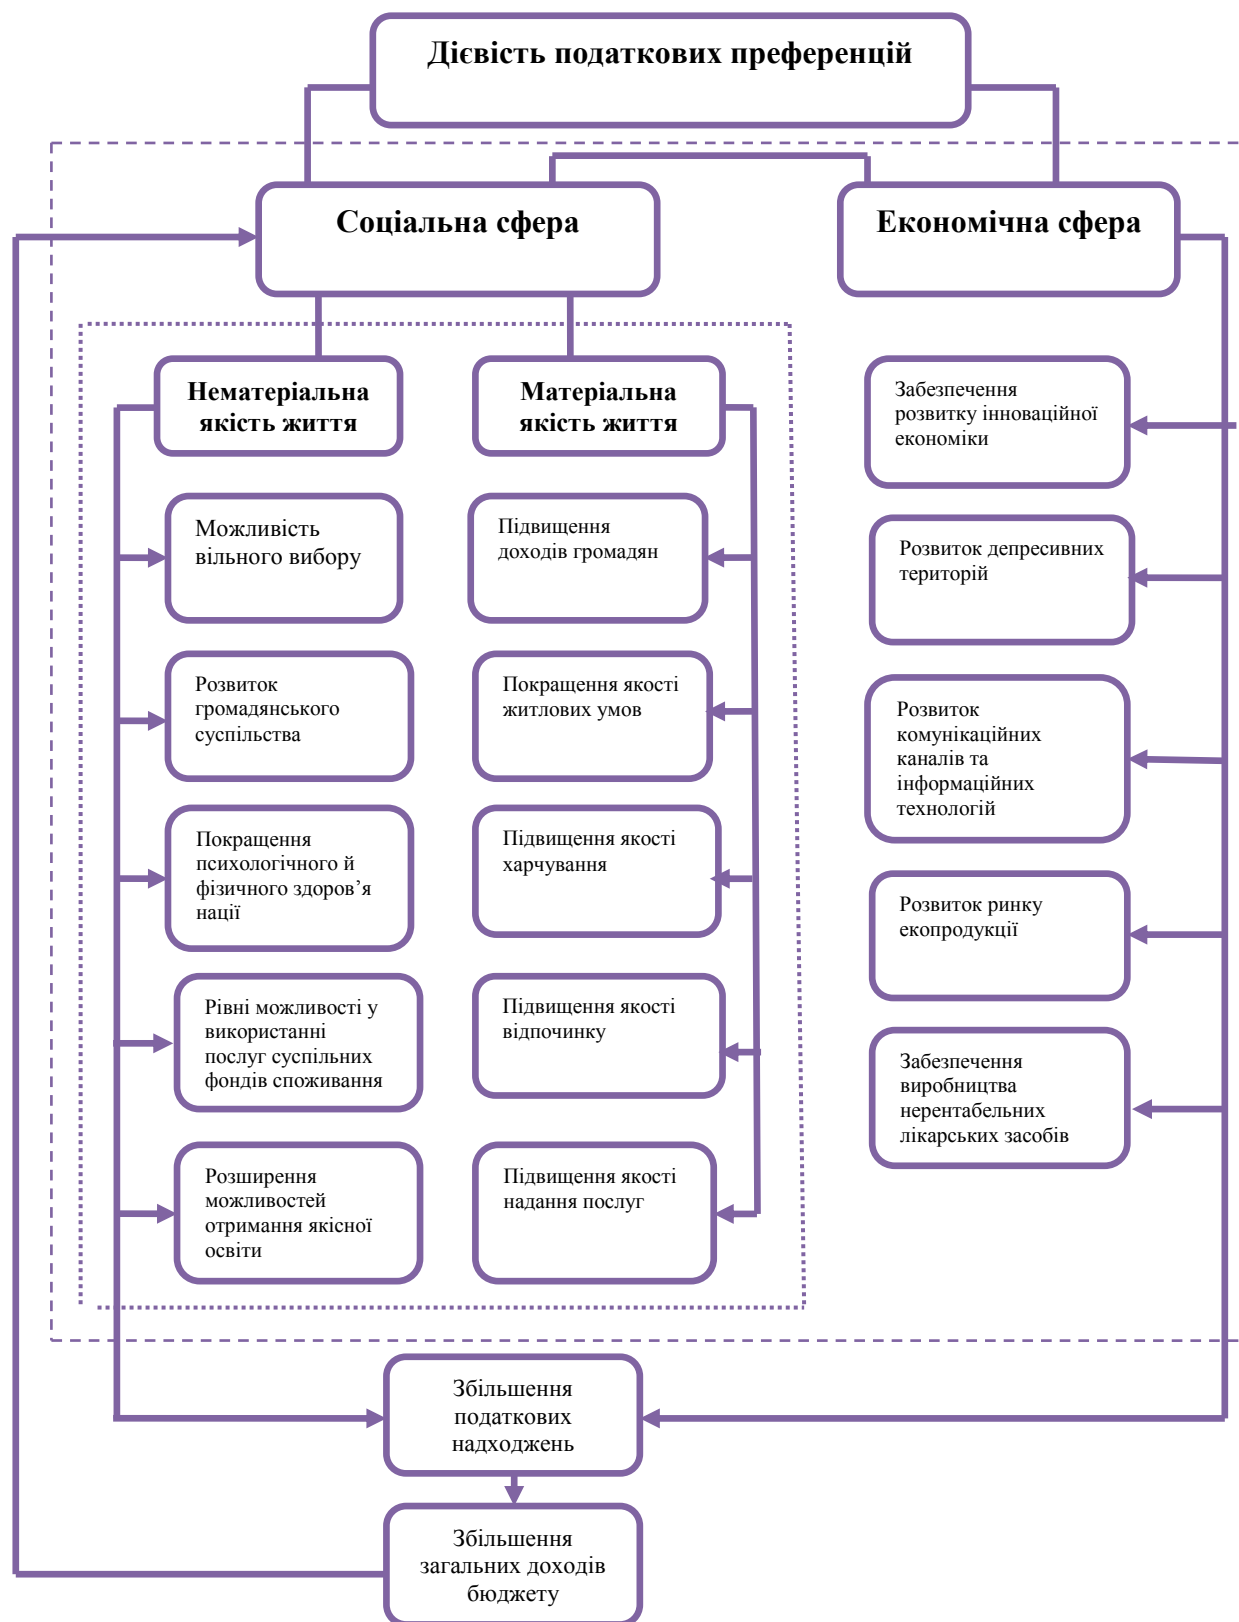 Дієвість податкових преференцій
Соціальна сфера
Економічна сфера
Нематеріальна
якість життя
Матеріальна
якість життя
Можливість
вільного вибору
Розвиток
громадянського
суспільства
Покращення
психологічного й
фізичного здоров’я
нації
Рівні можливості у
використанні
послуг суспільних
фондів споживання
Розширення
можливостей
отримання якісної
освіти
Підвищення
доходів громадян
Покращення якості
житлових умов
Підвищення якості
харчування
Підвищення якості
відпочинку
Підвищення якості
надання послуг
Забезпечення
розвитку інноваційної
економіки
Розвиток депресивних
територій
Розвиток
комунікаційних
каналів та
інформаційних
технологій
Розвиток ринку
екопродукції
Забезпечення
виробництва
нерентабельних
лікарських засобів
Збільшення
податкових
надходжень
Збільшення
загальних доходів
бюджету